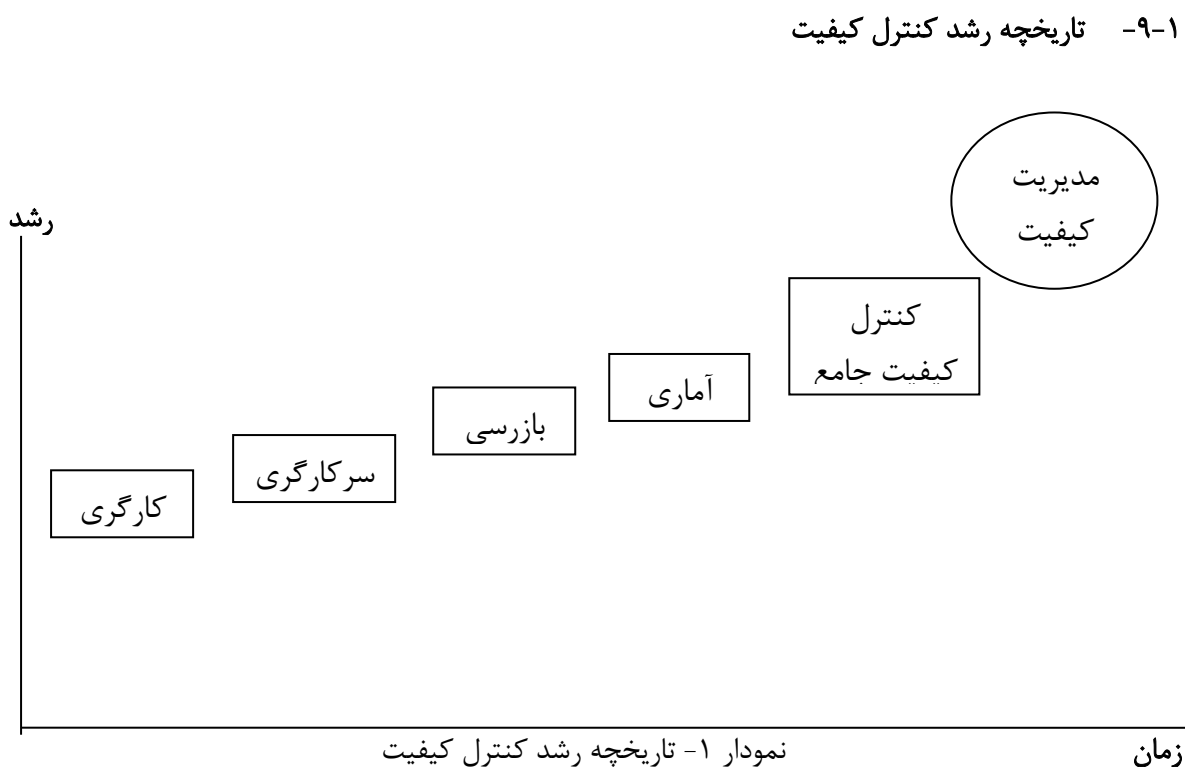 ۱-۹- تاریخچه رشد کنترل کیفیت
مدیریت
کیفیت
رشد
کنترل
کیفیت جامع
آماری
بازرسی
سرکارگری
کارگری
زمان
نمودار ۱- تاریخچه رشد کنترل کیفیت